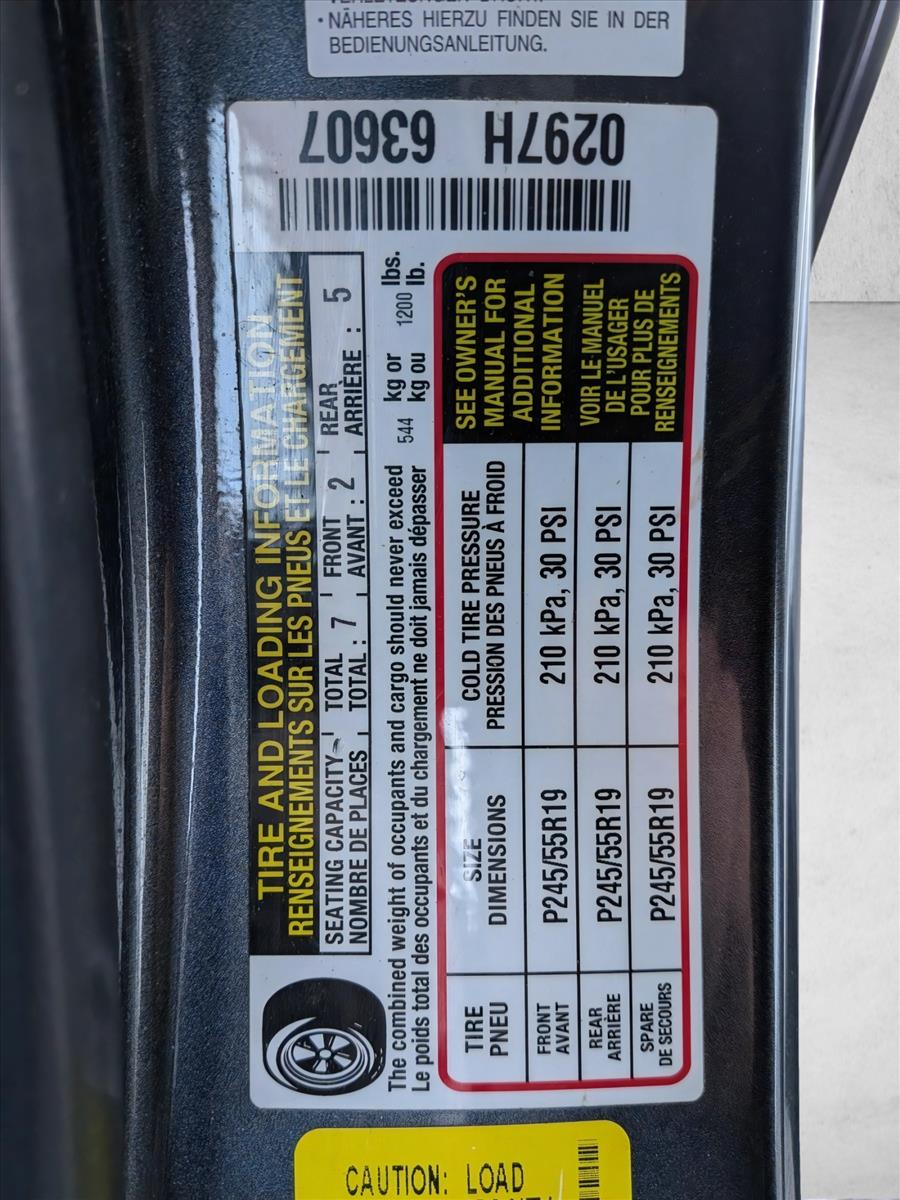 • NÄHERES HIERZU FINDEN SIE IN DER
BEDIENUNGSANLEITUNG.
0297H 63607
TIRE AND LOADING INFORMATION
RENSEIGNEMENTS SUR LES PNEUS ET LE CHARGEMENT
SEATING CAPACITY TOTAL 7 FRONT 2 REAR 5
NOMBRE DE PLACES TOTAL : AVANT : ARRIÈRE :
The combined weight of occupants and cargo should never exceed 544 kg or 1200 lbs.
Le poids total des occupants et du chargement ne doit jamais dépasser kg ou lb.
TIRE SIZE COLD TIRE PRESSURE
PNEU DIMENSIONS PRESSION DES PNEUS À FROID
FRONT P245/55R19 210 kPa, 30 PSI
AVANT
REAR P245/55R19 210 kPa, 30 PSI
ARRIÈRE
SPARE P245/55R19 210 kPa, 30 PSI
DE SECOURS
SEE OWNER'S
MANUAL FOR
ADDITIONAL
INFORMATION
VOIR LE MANUEL
DE L'USAGER
POUR PLUS DE
RENSEIGNEMENTS
CAUTION: LOAD